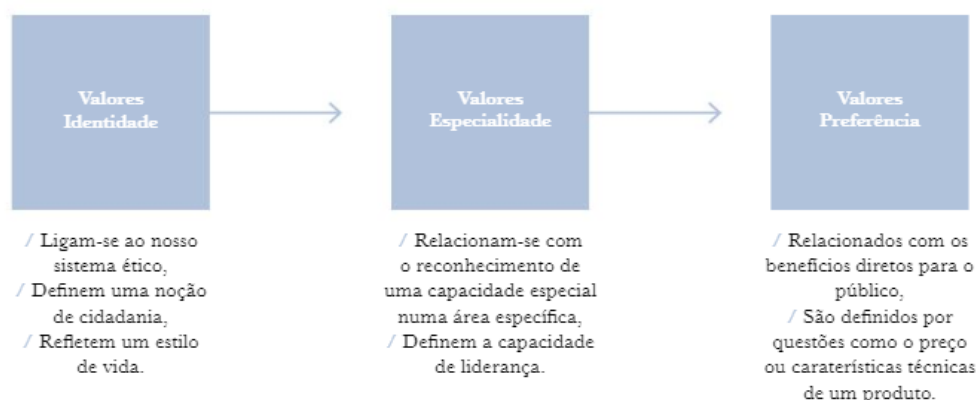 Valores
Identidade
Valores
Especialidade
Valores
Preferência
/ Ligam-se ao nosso
sistema ético,
/ Definem uma noção
de cidadania,
/ Refletem um estilo
de vida.
/ Relacionam-se com
o reconhecimento de
uma capacidade especial
numa área específica,
/ Definem a capacidade
de liderança.
/ Relacionados com os
benefícios diretos para o
público,
/ São definidos por
questões como o preço
ou caraterísticas técnicas
de um produto.